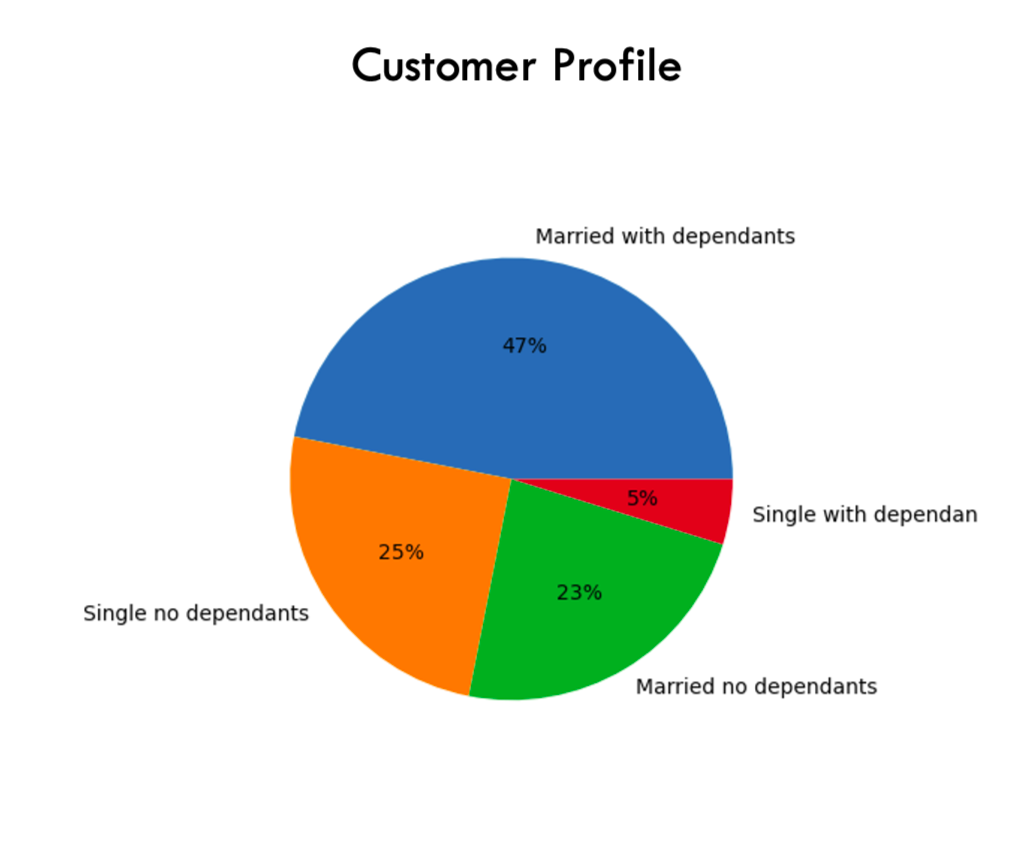 Customer Profile
Married with dependants
47%
5%
Single with dependan
25%
23%
Single no dependants
Married no dependants